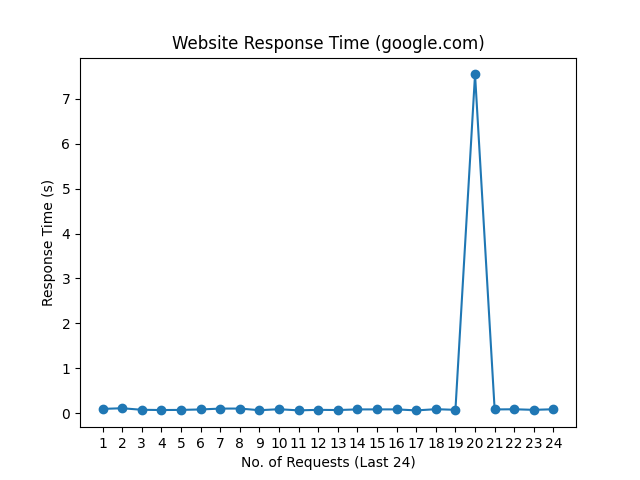 Website Response Time (google.com)
Response Time (s)
7
6
5
4
3
2
1
0
1 2 3 4 5 6 7 8 9 10 11 12 13 14 15 16 17 18 19 20 21 22 23 24
No. of Requests (Last 24)